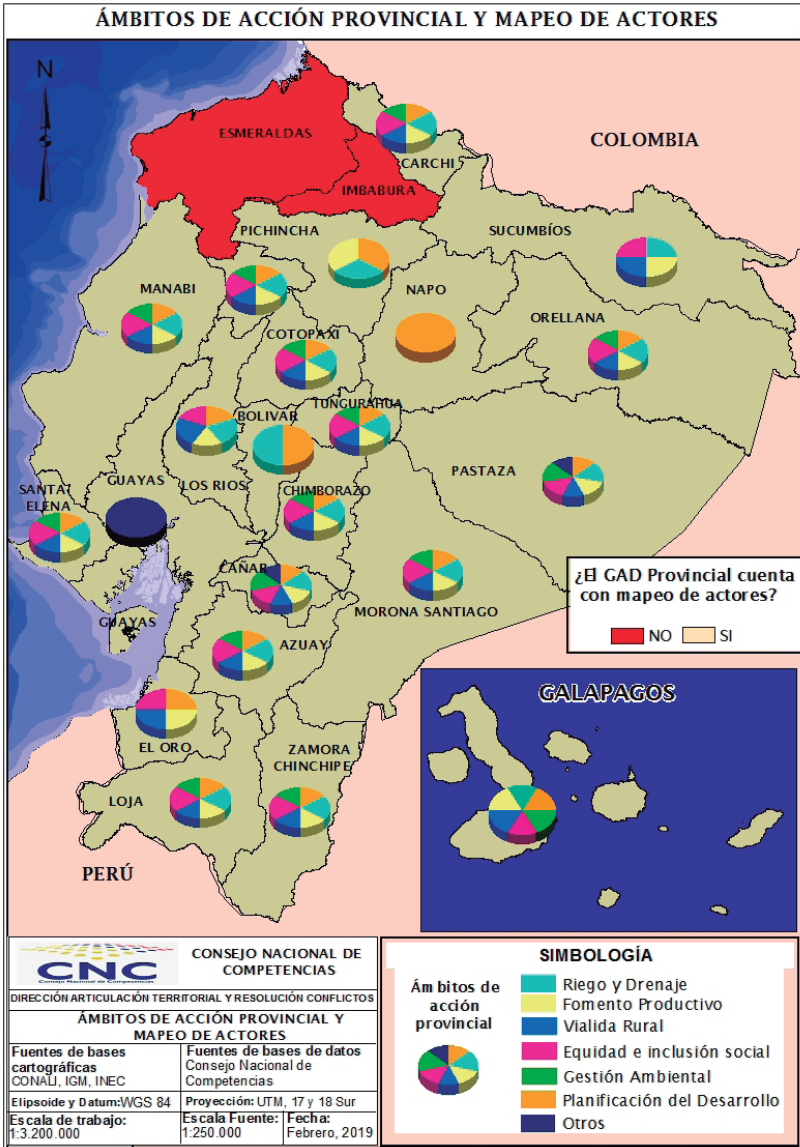 ÁMBITOS DE ACCIÓN PROVINCIAL Y MAPEO DE ACTORES
N
ESMERALDAS
COLOMBIA
CARCHI
IMBABURA
PICHINCHA
SUCUMBÍOS
MANABI
NAPO
ORELLANA
COTOPAXI
TUNGURAHUA
BOLIVAR
PASTAZA
GUAYAS
LOS RIOS
SANTA
ELENA
CHIMBORAZO
CAÑAR
MORONA SANTIAGO
GUAYAS
AZUAY
¿El GAD Provincial cuenta
con mapeo de actores?
NO SI
GALAPAGOS
EL ORO
ZAMORA
CHINCHIPE
LOJA
PERÚ
CNC
Consejo Nacional de Competencias
CONSEJO NACIONAL DE
COMPETENCIAS
DIRECCIÓN ARTICULACIÓN TERRITORIAL Y RESOLUCIÓN CONFLICTOS
ÁMBITOS DE ACCIÓN PROVINCIAL Y
MAPEO DE ACTORES
Fuentes de bases
cartográficas
CONALI, IGM, INEC
Fuentes de bases de datos
Consejo Nacional de
Competencias
Elipsoide y Datum:WGS 84
Proyección: UTM, 17 y 18 Sur
Escala de trabajo:
1:3.200.000
Escala Fuente:
1:250.000
Fecha:
Febrero, 2019
SIMBOLOGÍA
Ámbitos de
acción
provincial
Riego y Drenaje
Fomento Productivo
Vialida Rural
Equidad e inclusión social
Gestión Ambiental
Planificación del Desarrollo
Otros